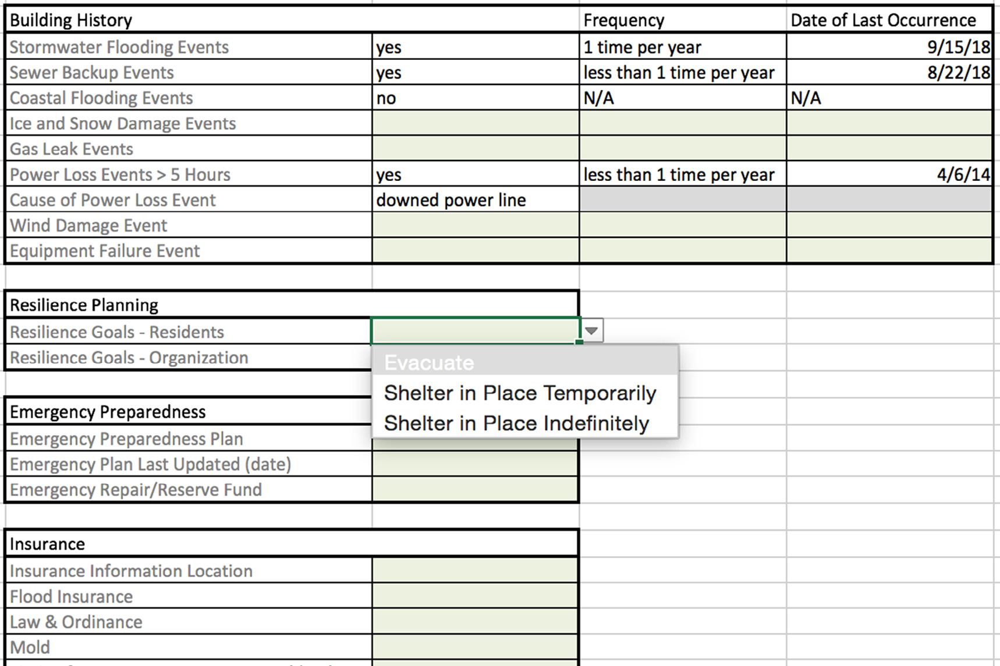 Building History Frequency Date of Last Occurrence
Stormwater Flooding Events yes 1 time per year 9/15/18
Sewer Backup Events yes less than 1 time per year 8/22/18
Coastal Flooding Events no N/A N/A
Ice and Snow Damage Events
Gas Leak Events
Power Loss Events > 5 Hours yes less than 1 time per year 4/6/14
Cause of Power Loss Event downed power line
Wind Damage Event
Equipment Failure Event
Resilience Planning
Resilience Goals - Residents
Resilience Goals - Organization
Evacuate
Shelter in Place Temporarily
Shelter in Place Indefinitely
Emergency Preparedness
Emergency Preparedness Plan
Emergency Plan Last Updated (date)
Emergency Repair/Reserve Fund
Insurance
Insurance Information Location
Flood Insurance
Law & Ordinance
Mold